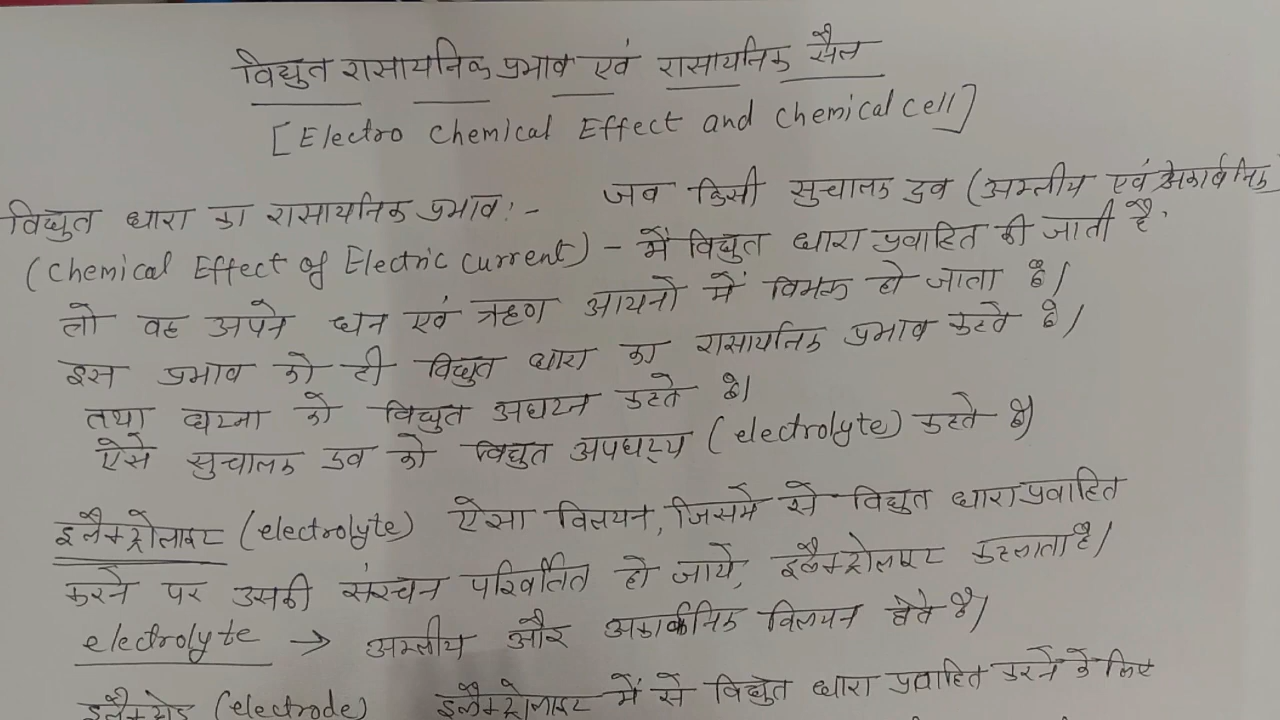 विद्युत रासायनिक प्रभाव एवं रासायनिक सैल
[Electro Chemical Effect and Chemical cell]
विद्युत धारा का रासायनिक प्रभाव:- जब किसी सुचालक द्रव (अम्लीय एवं अकार्बनिक
(Chemical Effect of Electric current) - में विद्युत धारा प्रवाहित की जाती है.
तो वह अपने धन एवं ऋण आयनो में विभक्त हो जाता है।
इस प्रभाव को ही विद्युत धारा का रासायनिक प्रभाव कहते है।
तथा घटना को विद्युत अघटन कहते है।
ऐसे सुचालक द्रव को विद्युत अपघट्य (electrolyte) कहते है।
इलैक्ट्रोलाइट (electrolyte) ऐसा विलयन, जिसमें से विद्युत धारा प्रवाहित
करने पर उसकी संरचन परिवर्तित हो जाये, इलैक्ट्रोलाइट कहलाता है।
electrolyte → अम्लीय और अकार्बनिक विलयन होते है।
इलैक्ट्रोड (electrode) इलैक्ट्रोलाइट में से विद्युत धारा प्रवाहित करने के लिए